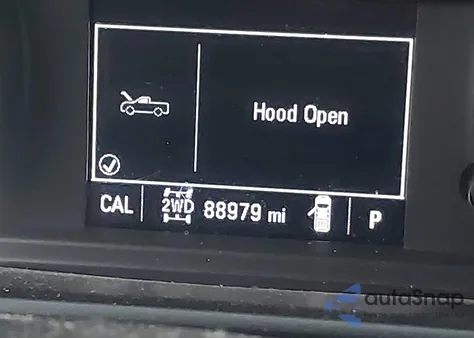 Hood Open
CAL
2WD
88979 mi
P
autoSnap